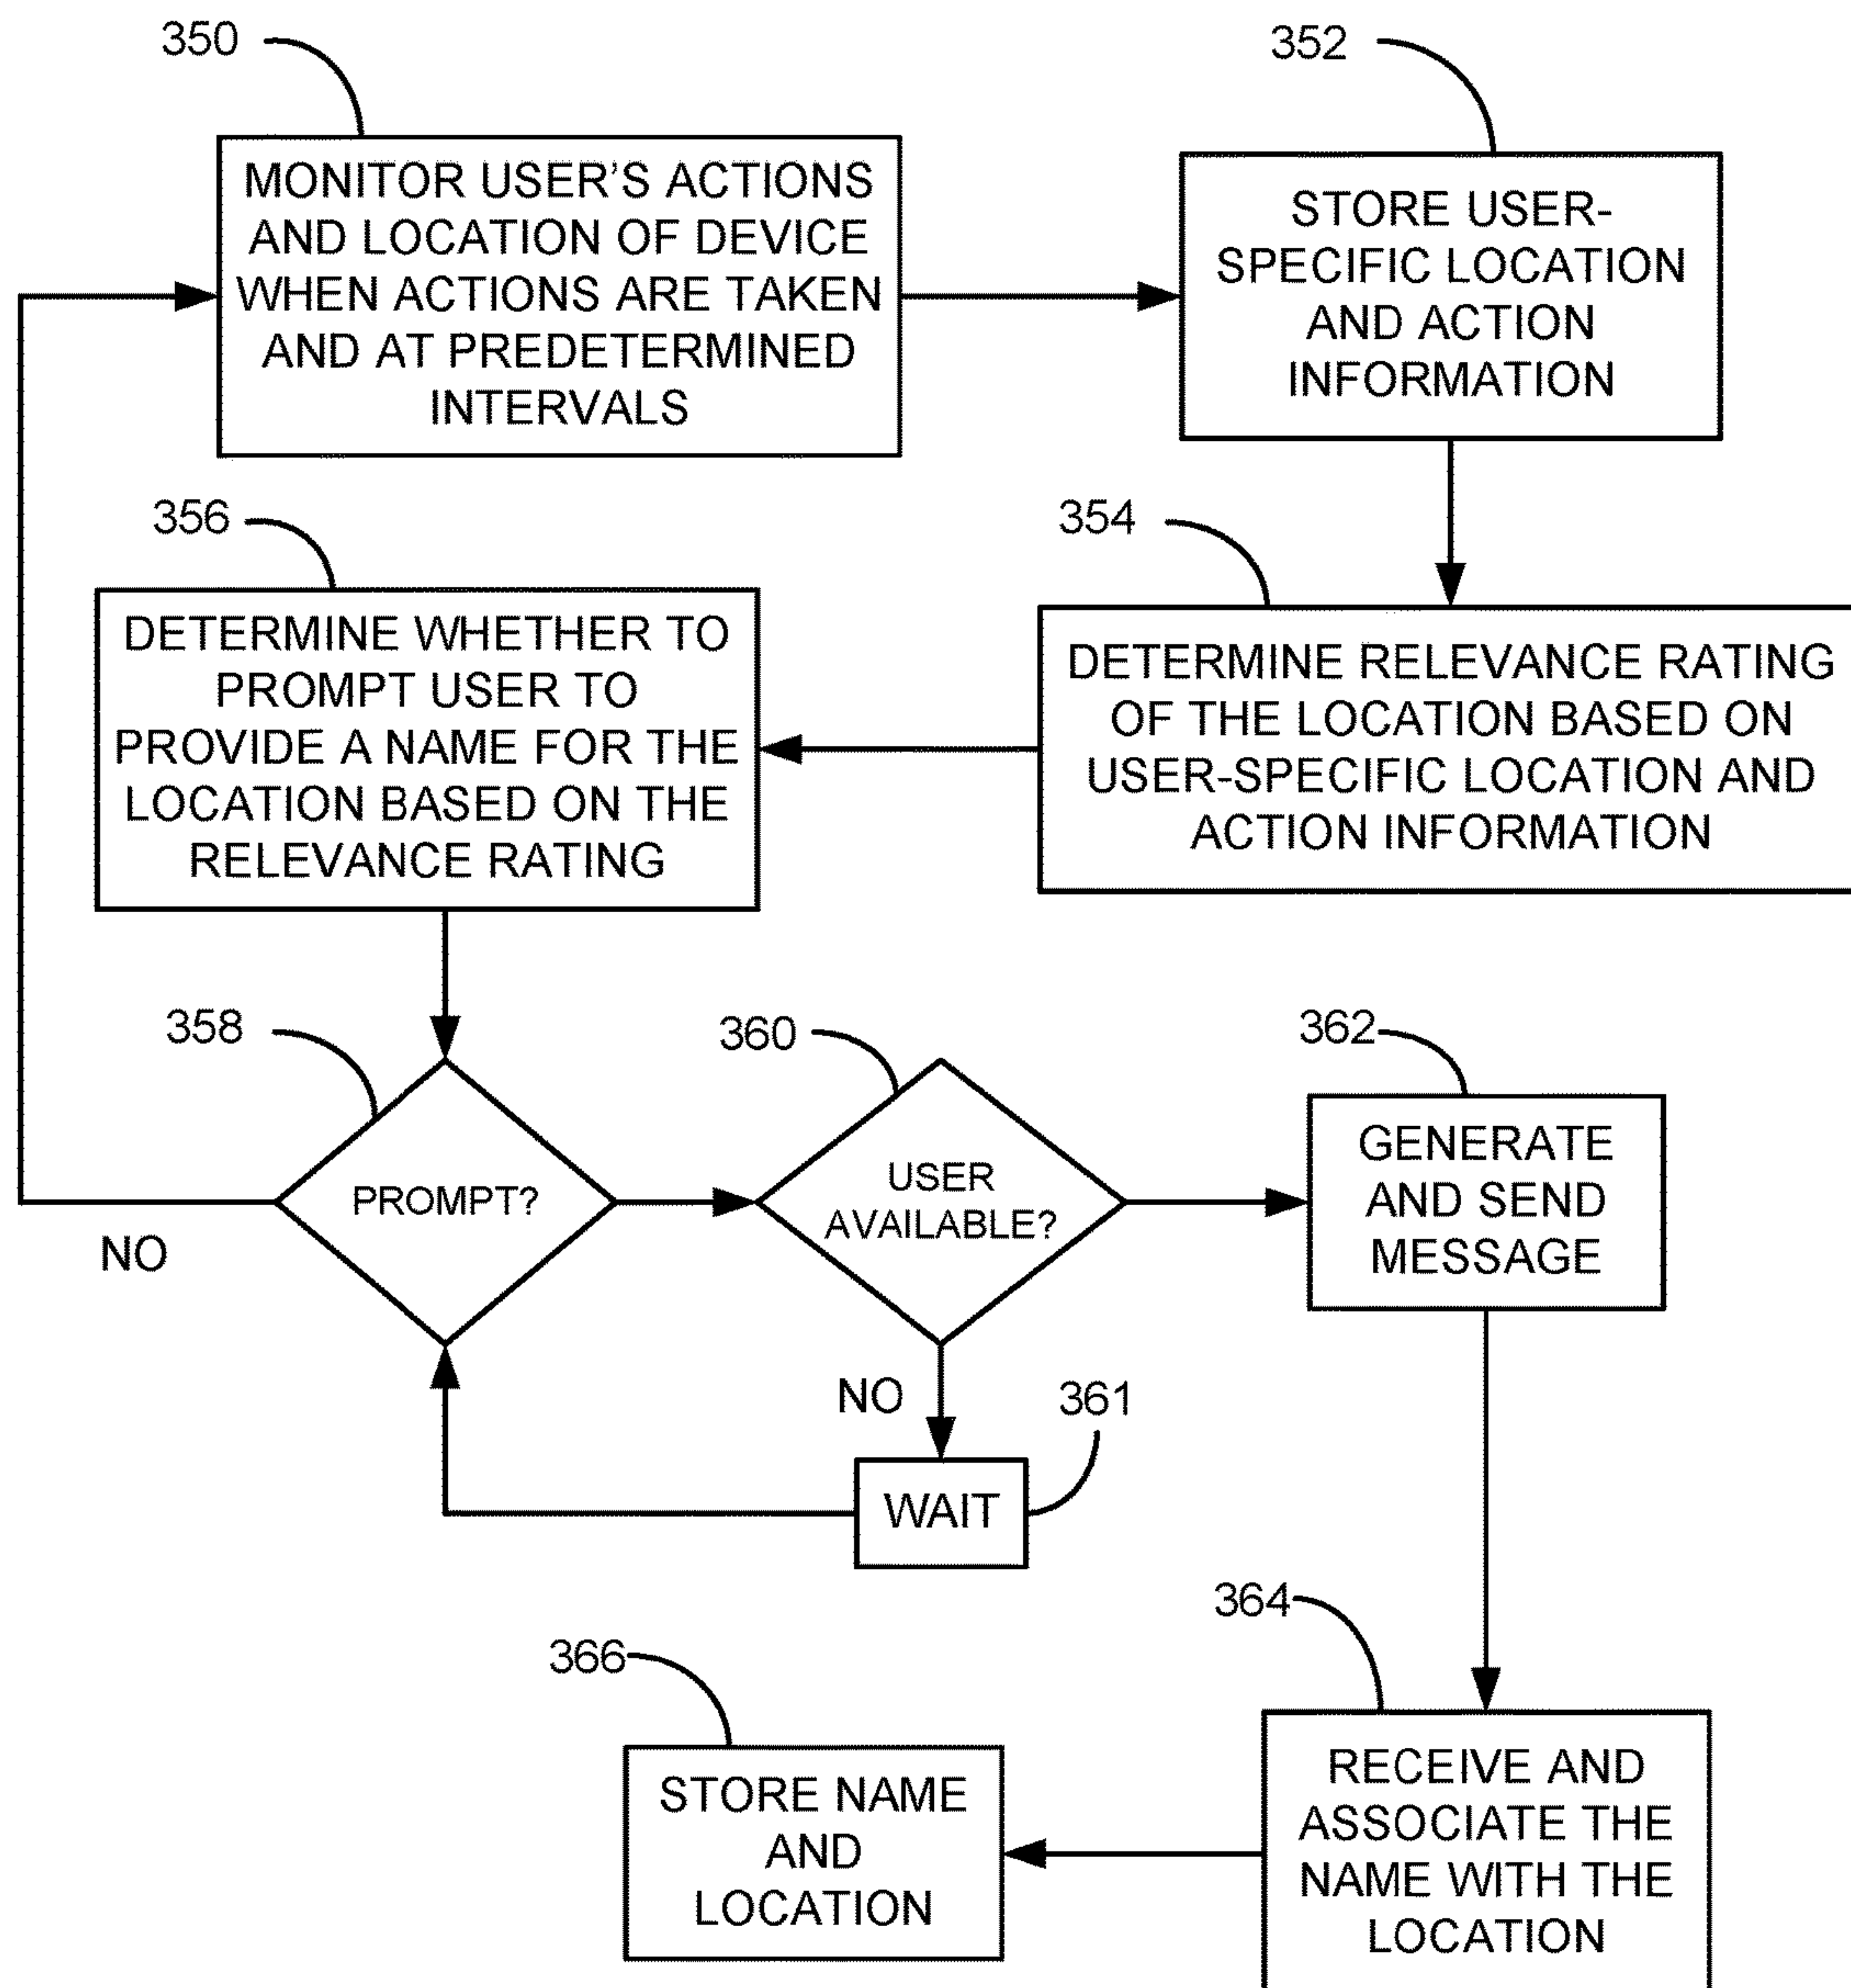 350
352
MONITOR USER’S ACTIONS
AND LOCATION OF DEVICE
WHEN ACTIONS ARE TAKEN
AND AT PREDETERMINED
INTERVALS
STORE USER-
SPECIFIC LOCATION
AND ACTION
INFORMATION
356
354
DETERMINE WHETHER TO
PROMPT USER TO
PROVIDE A NAME FOR THE
LOCATION BASED ON THE
RELEVANCE RATING
DETERMINE RELEVANCE RATING
OF THE LOCATION BASED ON
USER-SPECIFIC LOCATION AND
ACTION INFORMATION
358
360
362
PROMPT?
USER
AVAILABLE?
GENERATE
AND SEND
MESSAGE
NO
NO
361
WAIT
364
366
STORE NAME
AND
LOCATION
RECEIVE AND
ASSOCIATE THE
NAME WITH THE
LOCATION